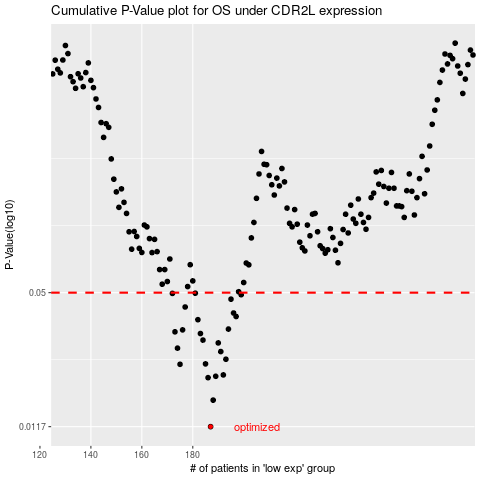 Cumulative P-Value plot for OS under CDR2L expression
P-Value(log10)
0.05
0.0117
optimized
120 140 160 180
# of patients in 'low exp' group